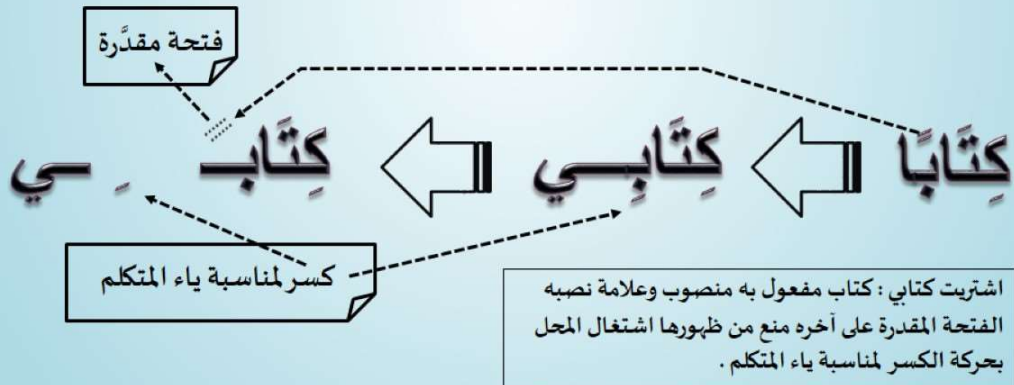 فتحة مقدَّرة
كِتَابًا
كِتَابِـي
كِتَابـ ـِ ـي
كسر لمناسبة ياء المتكلم
اشتريت كتابي : كتاب مفعول به منصوب وعلامة نصبه
الفتحة المقدرة على آخره منع من ظهورها اشتغال المحل
بحركة الكسر لمناسبة ياء المتكلم .